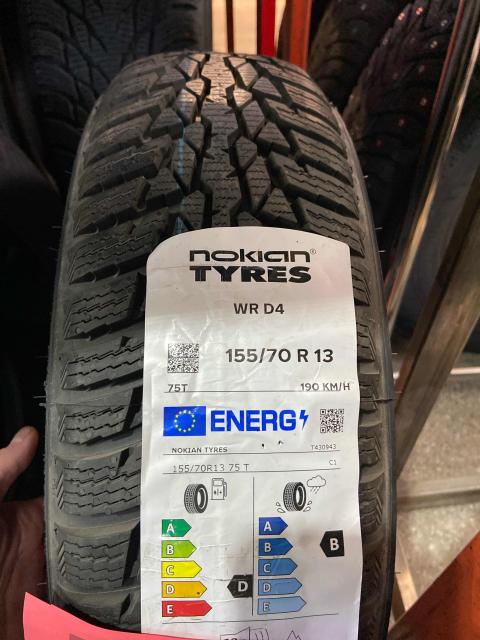 nokian®
TYRES
WR D4
155/70 R 13
75T 190 KM/H
ENERG
NOKIAN TYRES T430943
155/70R13 75 T C1
A A
B B B
C C
D D D
E E